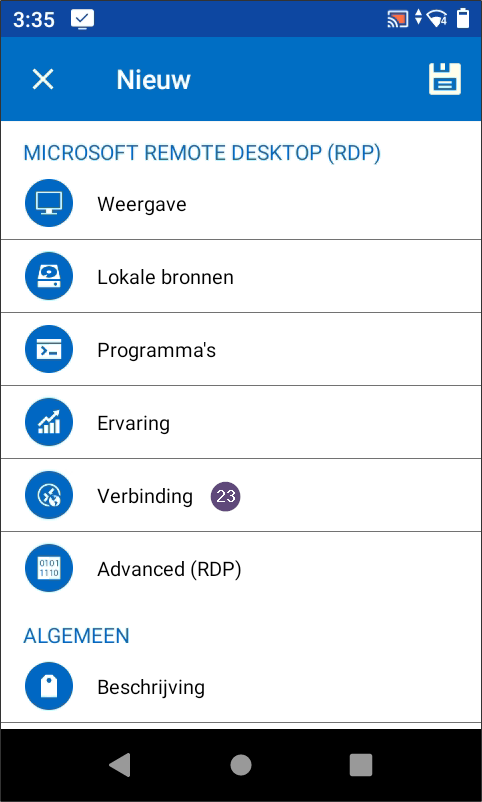 3:35
4
Nieuw
MICROSOFT REMOTE DESKTOP (RDP)
Weergave
Lokale bronnen
Programma's
Ervaring
Verbinding 23
0101
1110
Advanced (RDP)
ALGEMEEN
Beschrijving